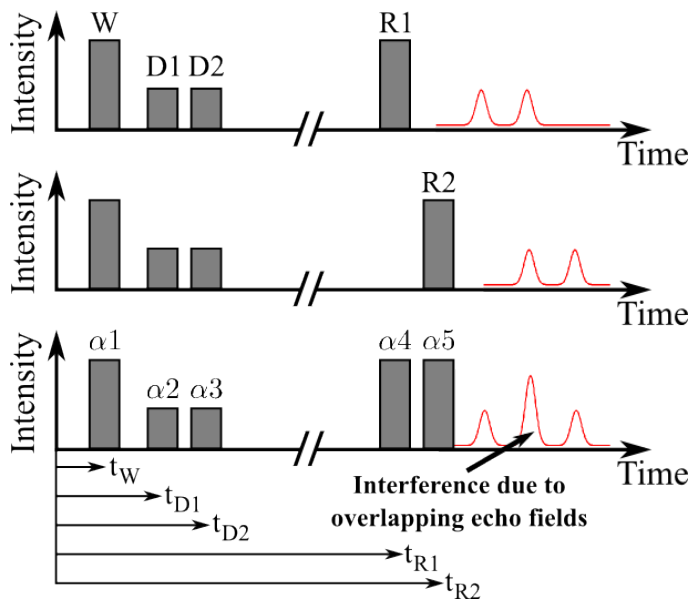 W
D1 D2
R1
Intensity
Time
R2
Intensity
Time
α1
α2 α3
α4 α5
Intensity
Time
t_W
Interference due to
overlapping echo fields
t_D1
t_D2
t_R1
t_R2